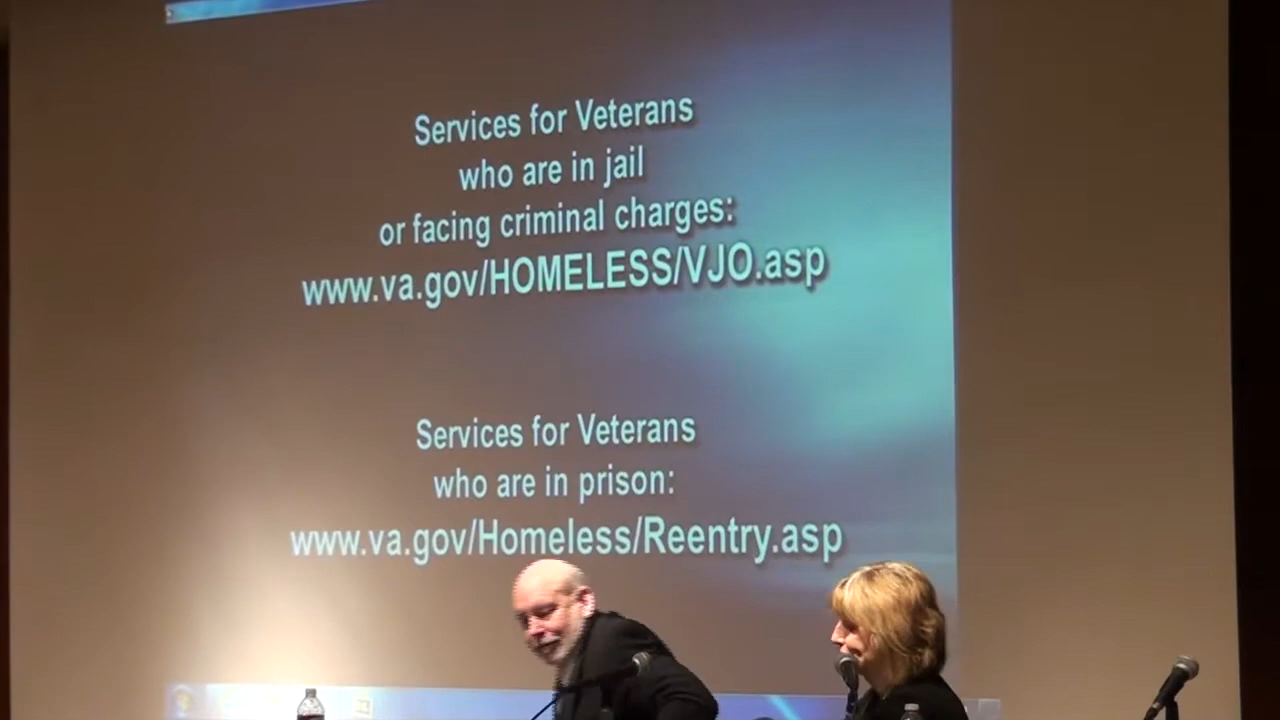 Services for Veterans
who are in jail
or facing criminal charges:
www.va.gov/HOMELESS/VJO.asp
Services for Veterans
who are in prison:
www.va.gov/Homeless/Reentry.asp